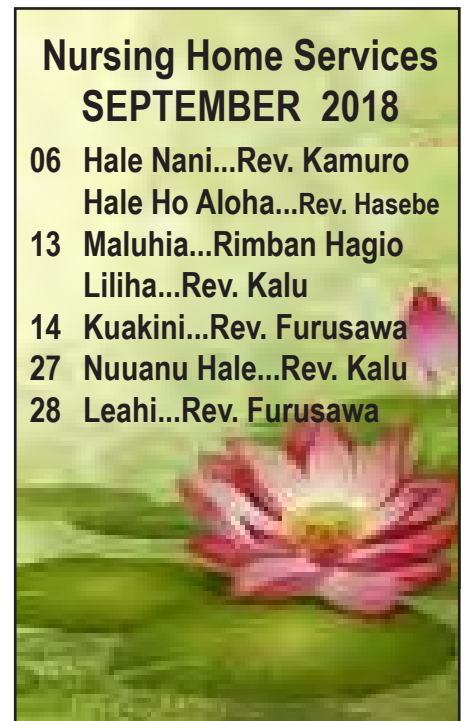 Nursing Home Services
SEPTEMBER 2018
06 Hale Nani...Rev. Kamuro
Hale Ho Aloha...Rev. Hasebe
13 Maluhia...Rimban Hagio
Liliha...Rev. Kalu
14 Kuakini...Rev. Furusawa
27 Nuuanu Hale...Rev. Kalu
28 Leahi...Rev. Furusawa